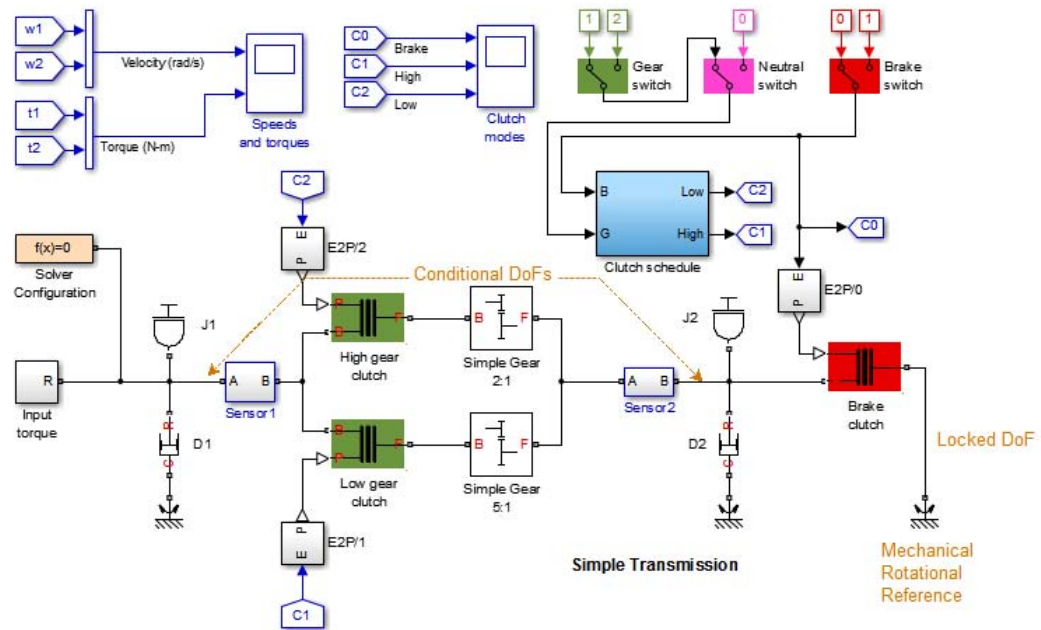 w1
w2
Velocity (rad/s)
t1
t2
Torque (N-m)
Speeds
and torques
C0
Brake
C1
High
C2
Low
Clutch
modes
1
2
Gear
switch
0
Neutral
switch
0
1
Brake
switch
B
G
Low
High
Clutch schedule
C2
C1
C0
C2
E
P
E2P/2
f(x)=0
Solver
Configuration
Conditional DoFs
E
P
E2P/0
J1
P
B
F
High gear
clutch
B
F
Simple Gear
2:1
J2
R
Input
torque
A
B
Sensor1
A
B
Sensor2
Brake
clutch
R
C
D1
B
P
F
Low gear
clutch
B
F
Simple Gear
5:1
R
C
D2
Locked DoF
P
E
E2P/1
C1
Simple Transmission
Mechanical
Rotational
Reference